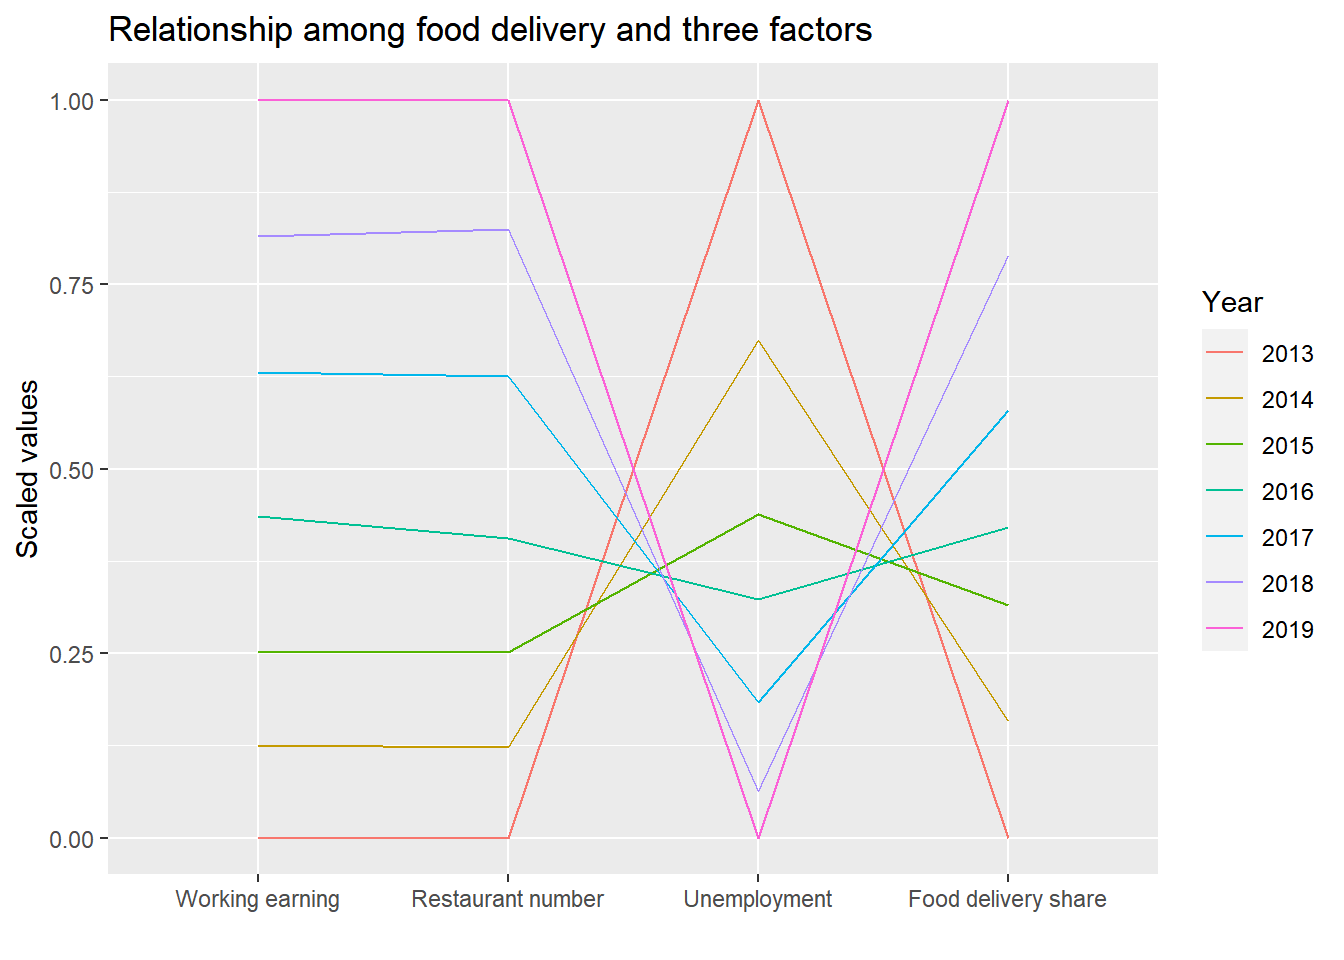 Relationship among food delivery and three factors
1.00
0.75
0.50
0.25
0.00
Scaled values
Working earning
Restaurant number
Unemployment
Food delivery share
Year
2013
2014
2015
2016
2017
2018
2019